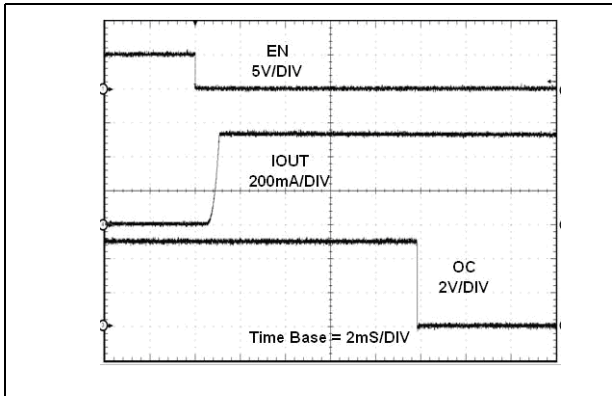 EN
5V/DIV
IOUT
200mA/DIV
OC
2V/DIV
Time Base = 2mS/DIV